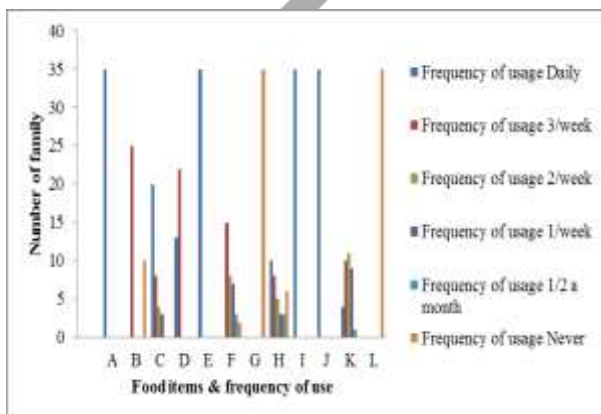 40
35
30
25
20
15
10
5
0
Number of family
A B C D E F G H I J K L
Food items & frequency of use
Frequency of usage Daily
Frequency of usage 3/week
Frequency of usage 2/week
Frequency of usage 1/week
Frequency of usage 1/2 a
month
Frequency of usage Never